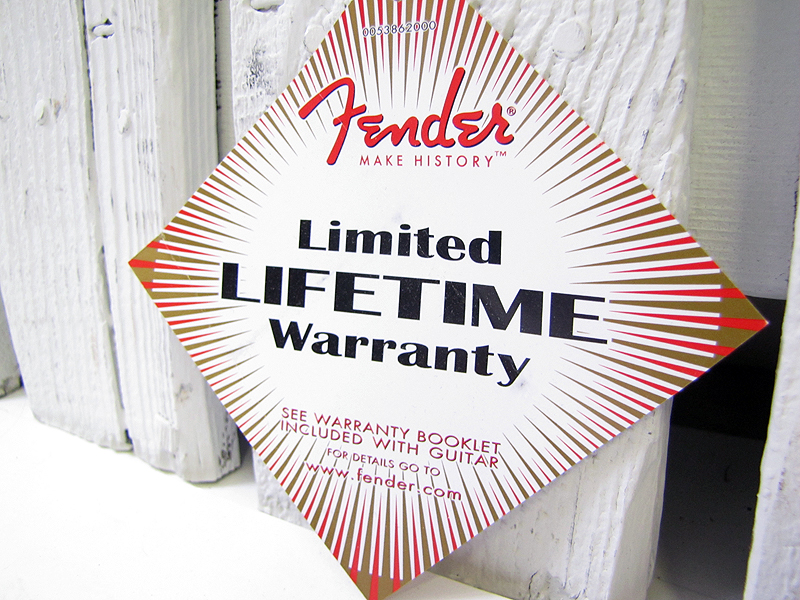 0053862000
Fender®
MAKE HISTORY™
Limited
LIFETIME
Warranty
SEE WARRANTY BOOKLET
INCLUDED WITH GUITAR
FOR DETAILS GO TO
www.fender.com